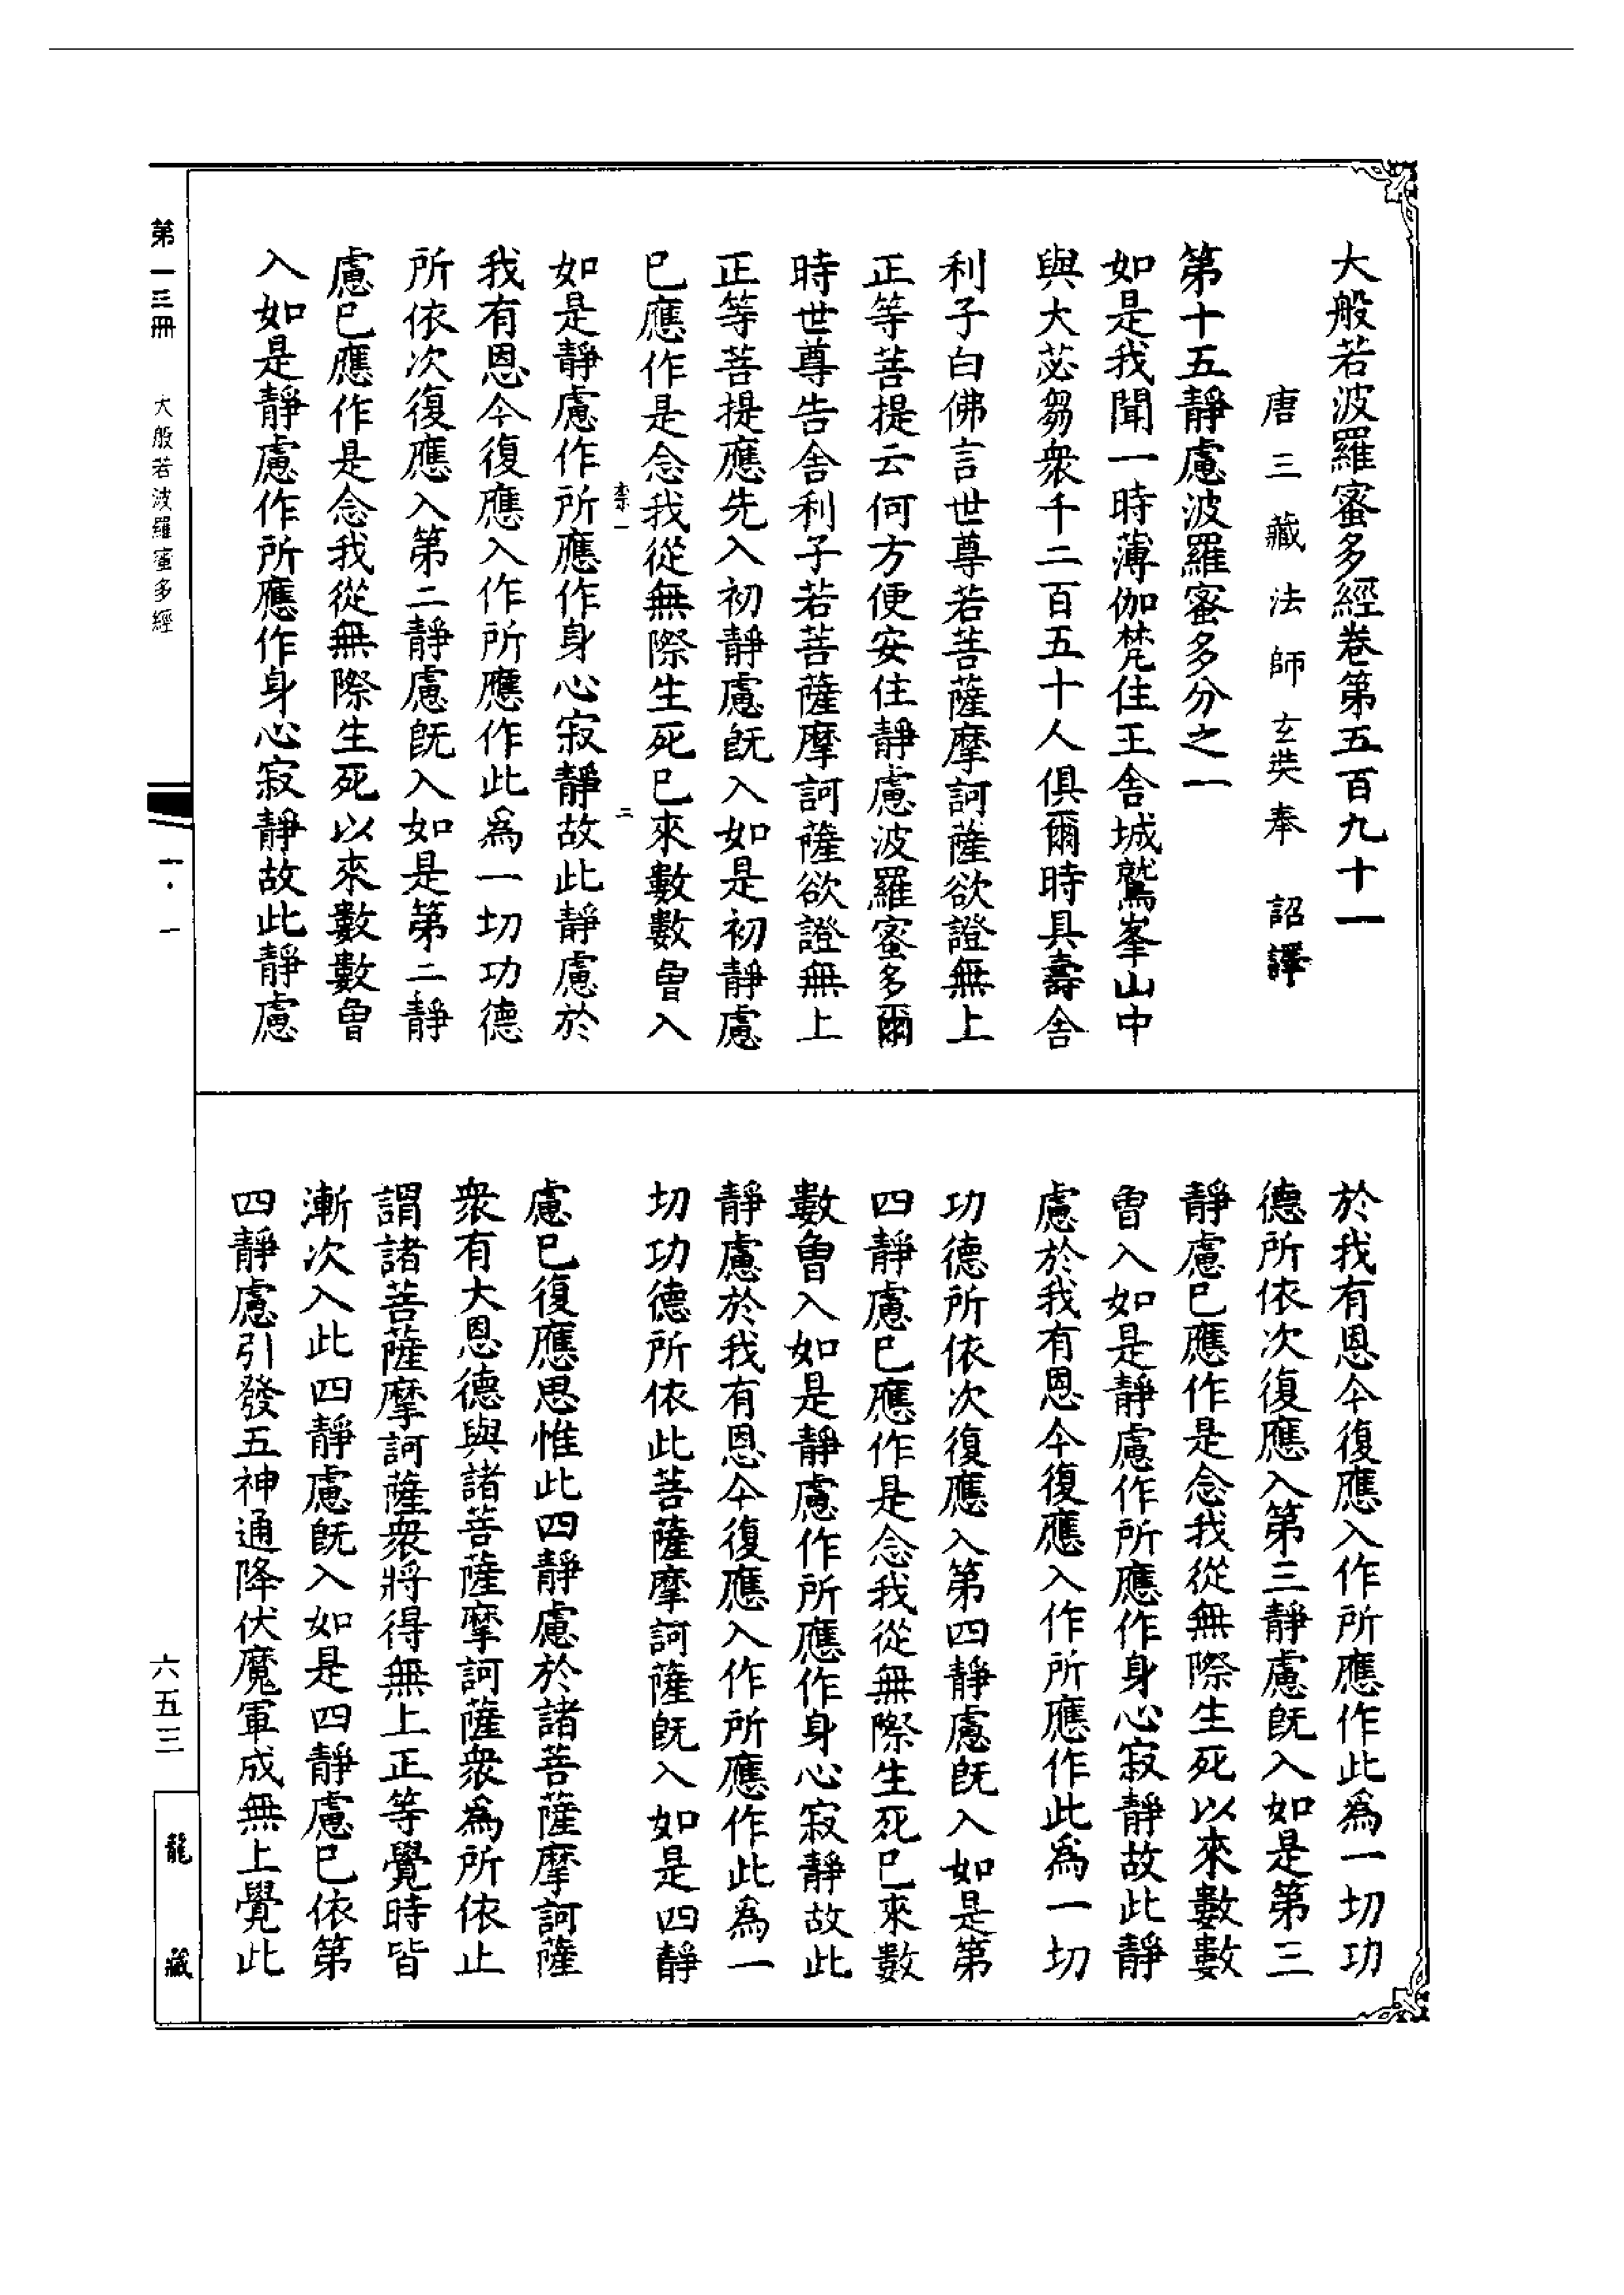 大般若波羅蜜多經卷第五百九十一
唐三藏法師玄奘奉 詔譯
第十五靜慮波羅蜜多分之一
如是我聞一時薄伽梵住王舍城鷲峯山中
與大苾芻衆千二百五十人俱爾時具壽舍
利子白佛言世尊若菩薩摩訶薩欲證無上
正等菩提云何方便安住靜慮波羅蜜多爾
時世尊告舍利子若菩薩摩訶薩欲證無上
正等菩提應先入初靜慮旣入如是初靜慮
已應作是念我從無際生死已來數數曾入
柰一 二
如是靜慮作所應作身心寂靜故此靜慮於
我有恩今復應入作所應作此爲一切功德
所依次復應入第二靜慮旣入如是第二靜
慮已應作是念我從無際生死以來數數曾
入如是靜慮作所應作身心寂靜故此靜慮
於我有恩今復應入作所應作此爲一切功
德所依次復應入第三靜慮旣入如是第三
靜慮已應作是念我從無際生死以來數數
曾入如是靜慮作所應作身心寂靜故此靜
慮於我有恩今復應入作所應作此爲一切
功德所依次復應入第四靜慮旣入如是第
四靜慮已應作是念我從無際生死已來數
數曾入如是靜慮作所應作身心寂靜故此
靜慮於我有恩今復應入作所應作此爲一
切功德所依此菩薩摩訶薩旣入如是四靜
慮已復應思惟此四靜慮於諸菩薩摩訶薩
衆有大恩德與諸菩薩摩訶薩衆爲所依止
謂諸菩薩摩訶薩衆將得無上正等覺時皆
漸次入此四靜慮旣入如是四靜慮已依第
四靜慮引發五神通降伏魔軍成無上覺此
第一三冊 大般若波羅蜜多經
一·一
六五三
龍藏